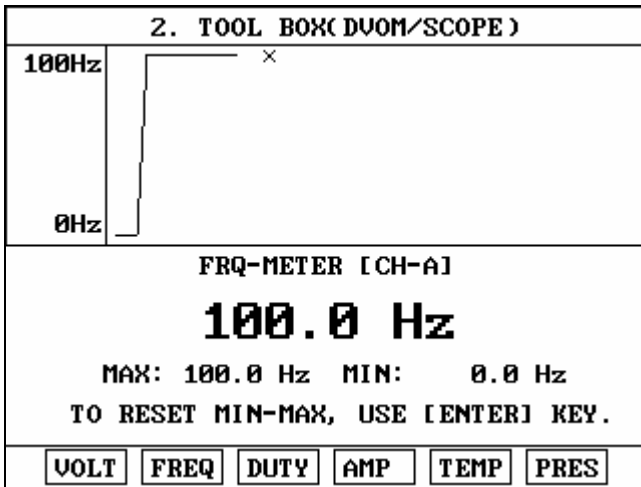 2. TOOL BOX(DVOM/SCOPE)
100Hz
0Hz
FRQ-METER [CH-A]
100.0 Hz
MAX: 100.0 Hz MIN: 0.0 Hz
TO RESET MIN-MAX, USE [ENTER] KEY.
VOLT FREQ DUTY AMP TEMP PRES